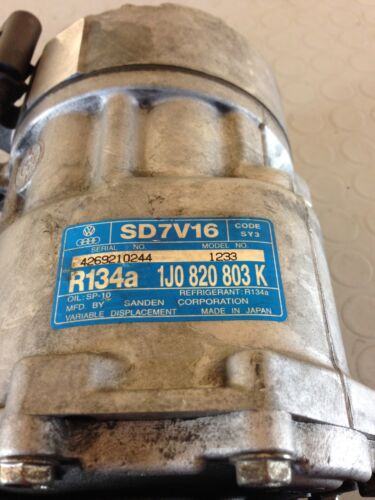 SD7V16 CODE SY3
SERIAL NO. MODEL NO.
4269210244 1233
R134a 1J0 820 803 K
OIL: SP-10 REFRIGERANT: R134a
MFD. BY SANDEN CORPORATION
VARIABLE DISPLACEMENT MADE IN JAPAN